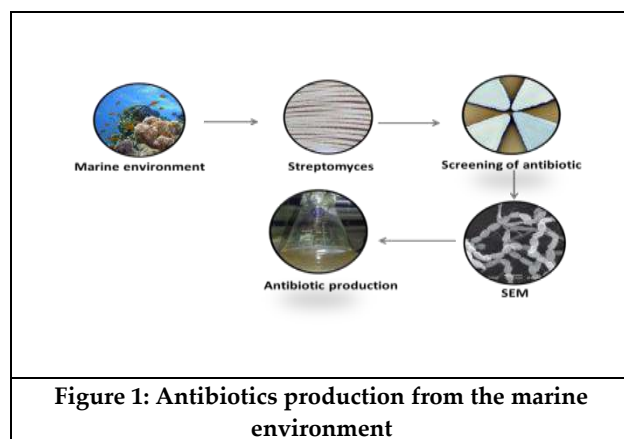 Marine environment
Streptomyces
Screening of antibiotic
Antibiotic production
SEM
Figure 1: Antibiotics production from the marine
environment